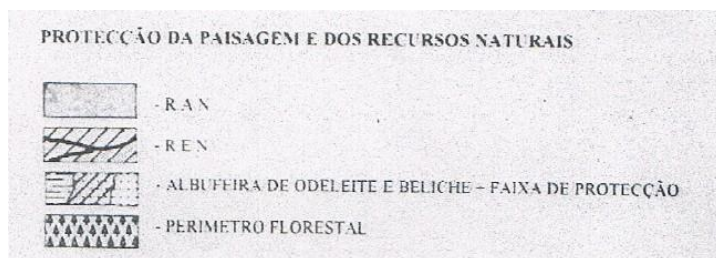 PROTECÇÃO DA PAISAGEM E DOS RECURSOS NATURAIS
- R A N
- R E N
- ALBUFEIRA DE ODELEITE E BELICHE - FAIXA DE PROTECÇÃO
- PERIMETRO FLORESTAL